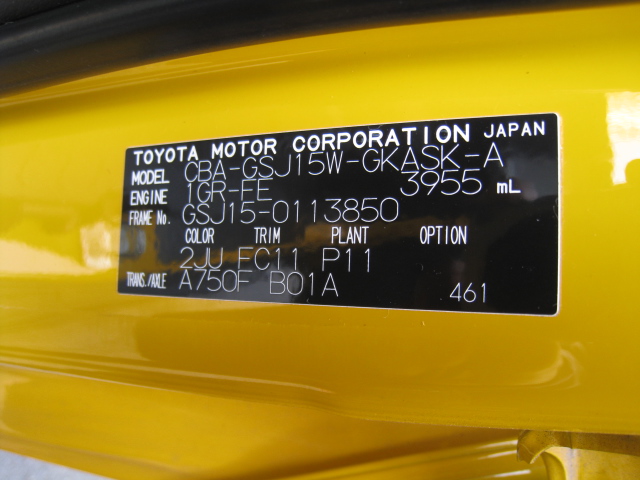 TOYOTA MOTOR CORPORATION JAPAN
MODEL CBA-GSJ15W-GKASK-A
ENGINE 1GR-FE 3955 mL
FRAME No. GSJ15-0113850
COLOR TRIM PLANT OPTION
2JU FC11 P11
TRANS./AXLE A750F B01A 461